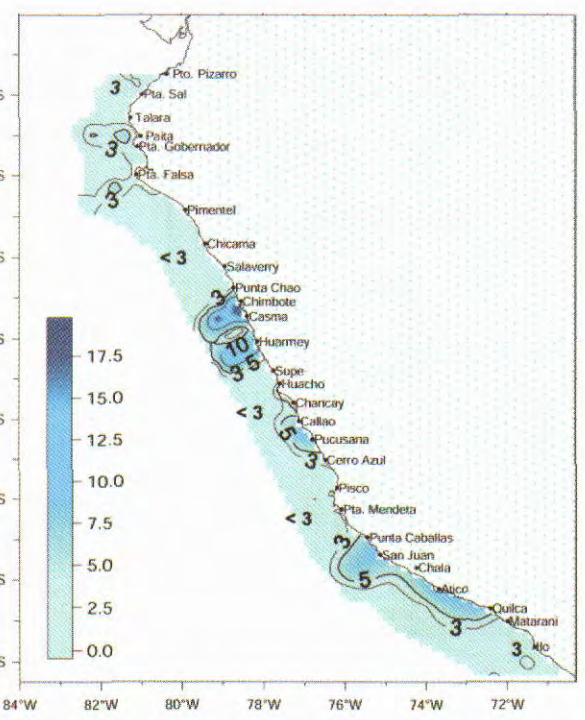 Pto. Pizarro
3
Pta. Sal
Talara
Paita
3
Pta. Gobernador
Pta. Falsa
3
Pimentel
Chicama
< 3
Salaverry
Punta Chao
3
Chimbote
Casma
Huarmey
10
5
3
Supe
Huacho
Chancay
< 3
Callao
5
Pucusana
3
Cerro Azul
Pisco
Pta. Mendeta
< 3
Punta Caballas
3
San Juan
Chala
5
Atico
Quilca
Matarani
3
3
Ilo
17.5
15.0
12.5
10.0
7.5
5.0
2.5
0.0
S
S
S
S
S
S
S
S
84°W 82°W 80°W 78°W 76°W 74°W 72°W